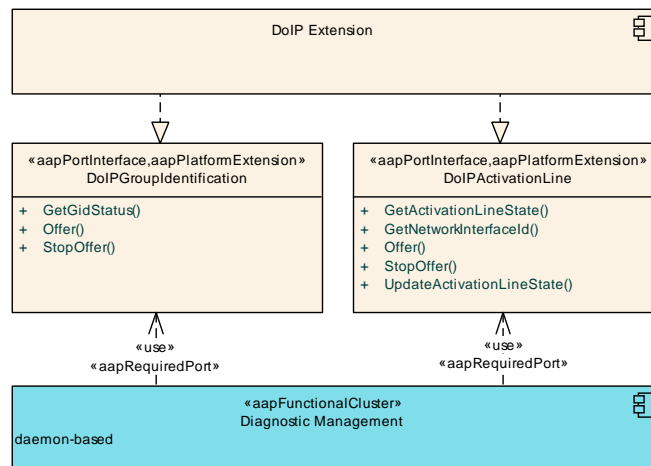 DoIP Extension
«aapPortInterface,aapPlatformExtension»
DoIPGroupIdentification
+ GetGidStatus()
+ Offer()
+ StopOffer()
«aapPortInterface,aapPlatformExtension»
DoIPActivationLine
+ GetActivationLineState()
+ GetNetworkInterfaceId()
+ Offer()
+ StopOffer()
+ UpdateActivationLineState()
«use»
«aapRequiredPort»
«use»
«aapRequiredPort»
«aapFunctionalCluster»
Diagnostic Management
daemon-based